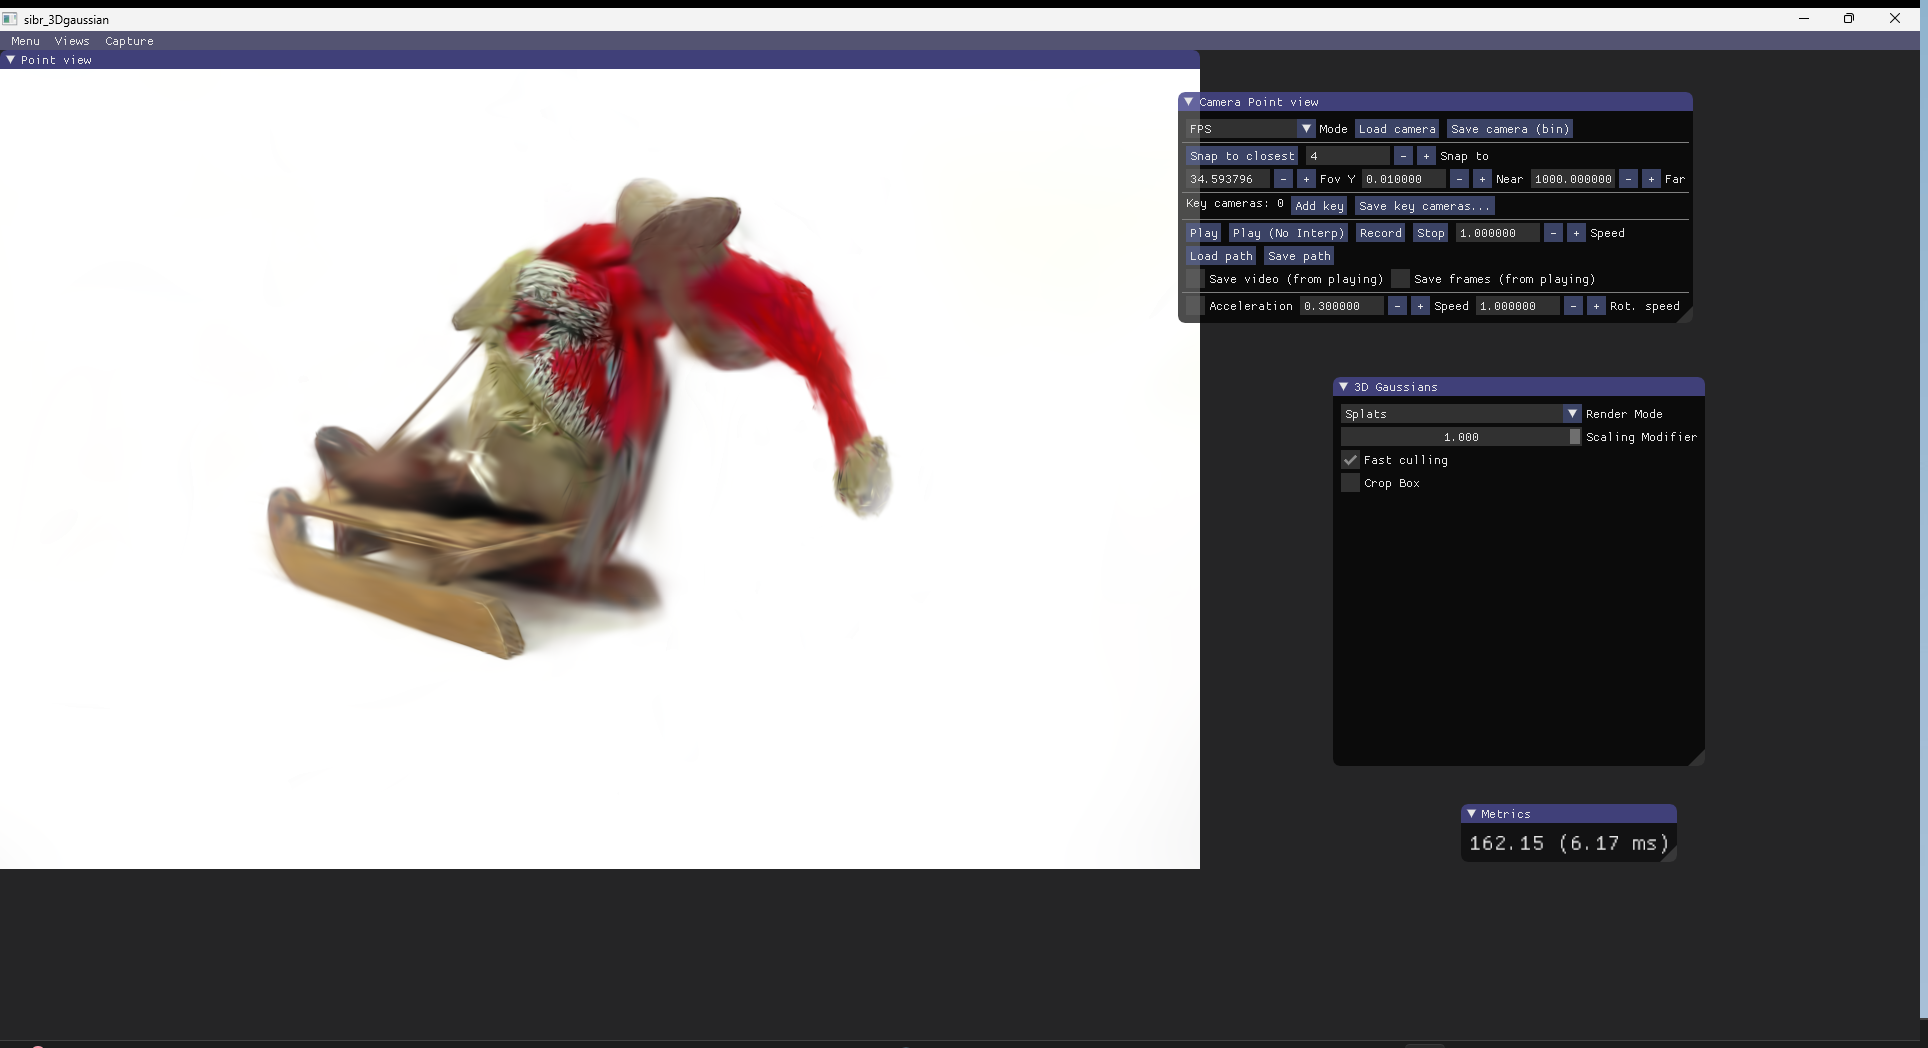 sibr_3Dgaussian
Menu Views Capture
Point view
Camera Point view
FPS Mode Load camera Save camera (bin)
Snap to closest 4 - + Snap to
34.593796 - + Fov Y 0.010000 - + Near 1000.000000 - + Far
Key cameras: 0 Add key Save key cameras...
Play Play (No Interp) Record Stop 1.000000 - + Speed
Load path Save path
Save video (from playing) Save frames (from playing)
Acceleration 0.300000 - + Speed 1.000000 - + Rot. speed
3D Gaussians
Splats Render Mode
1.000 Scaling Modifier
Fast culling
Crop Box
Metrics
162.15 (6.17 ms)